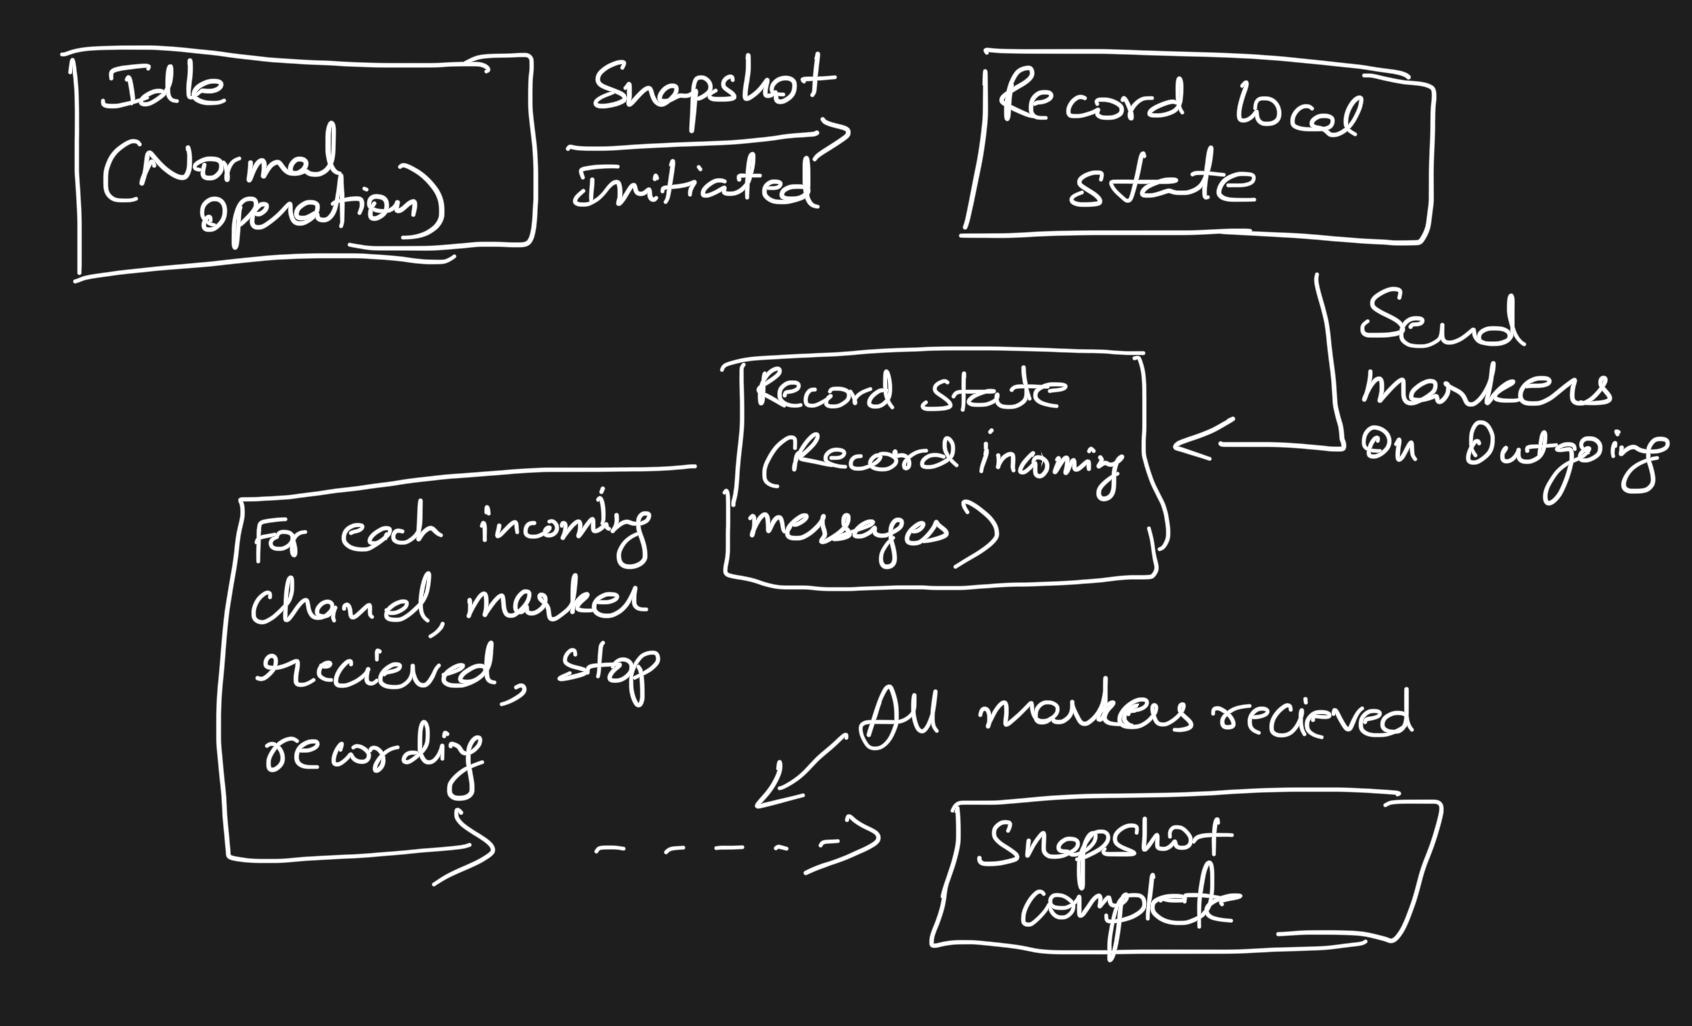 Idle
(Normal
operation)
Snapshot
Initiated
Record local
state
Send
markers
On Outgoing
Record state
(Record incoming
messages)
For each incoming
chanel, marker
recieved, stop
recording
All markers recieved
Snapshot
complete